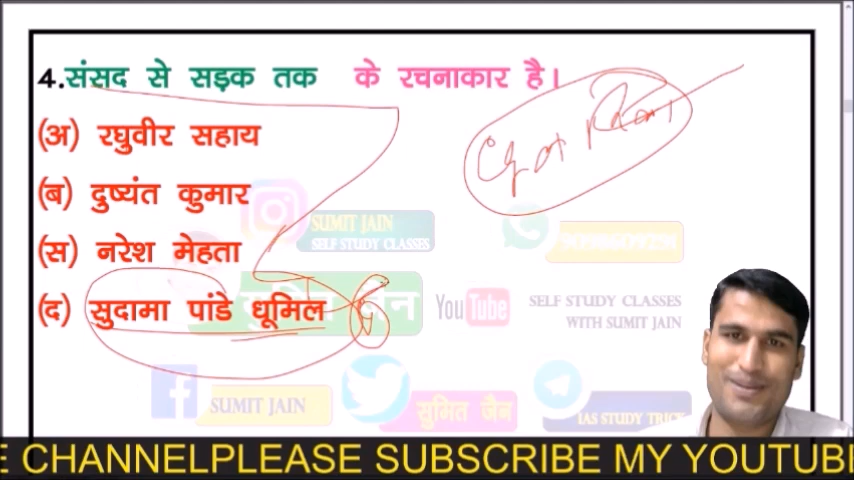 4.संसद से सड़क तक के रचनाकार है।
(अ) रघुवीर सहाय
(ब) दुष्यंत कुमार
SUMIT JAIN
SELF STUDY CLASSES
(स) नरेश मेहता
(द) सुदामा पांडे धूमिल
सुमित जैन
YouTube
SELF STUDY CLASSES
WITH SUMIT JAIN
SUMIT JAIN
सुमित जैन
IAS STUDY TRICK
E CHANNELPLEASE SUBSCRIBE MY YOUTUBE